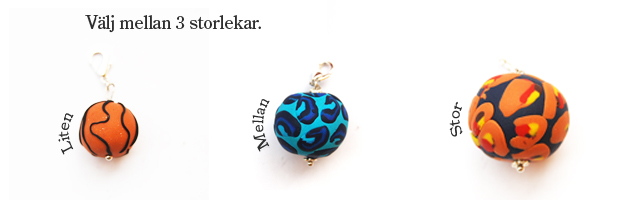 Välj mellan 3 storlekar.
Liten
Mellan
Stor